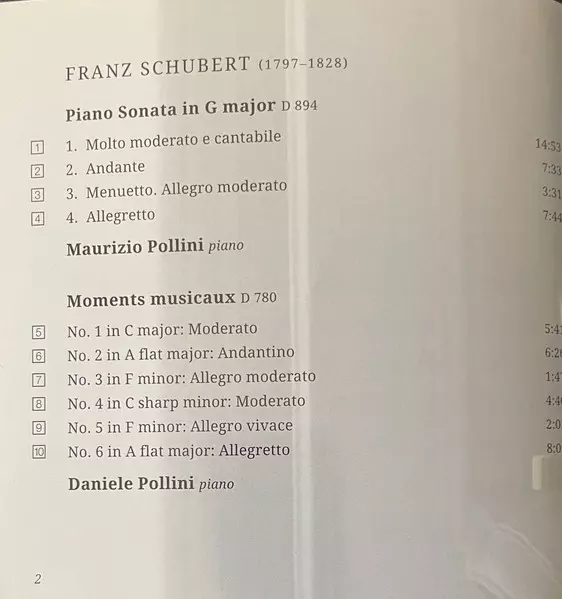 FRANZ SCHUBERT (1797–1828)
Piano Sonata in G major D 894
1 1. Molto moderato e cantabile 14:53
2 2. Andante 7:33
3 3. Menuetto. Allegro moderato 3:31
4 4. Allegretto 7:44
Maurizio Pollini piano
Moments musicaux D 780
5 No. 1 in C major: Moderato
6 No. 2 in A flat major: Andantino
7 No. 3 in F minor: Allegro moderato
8 No. 4 in C sharp minor: Moderato
9 No. 5 in F minor: Allegro vivace
10 No. 6 in A flat major: Allegretto
Daniele Pollini piano
2